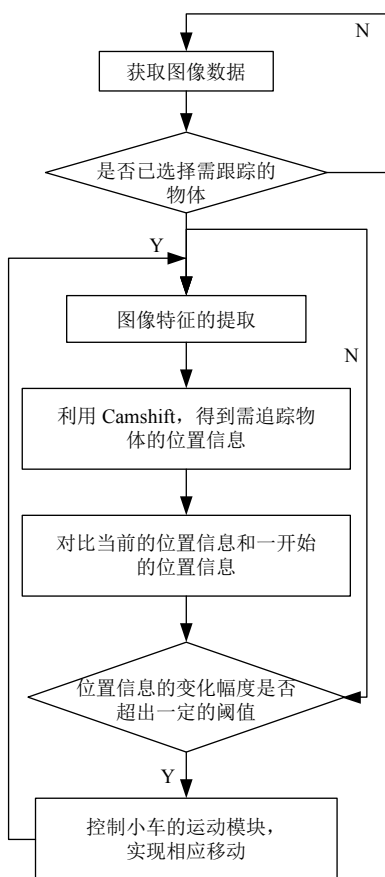 N
获取图像数据
是否已选择需跟踪的
物体
Y
图像特征的提取
N
利用 Camshift，得到需追踪物
体的位置信息
对比当前的位置信息和一开始
的位置信息
位置信息的变化幅度是否
超出一定的阈值
Y
控制小车的运动模块，
实现相应移动